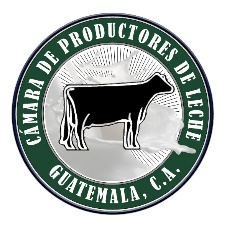 CÁMARA DE PRODUCTORES DE LECHE
GUATEMALA, C.A.